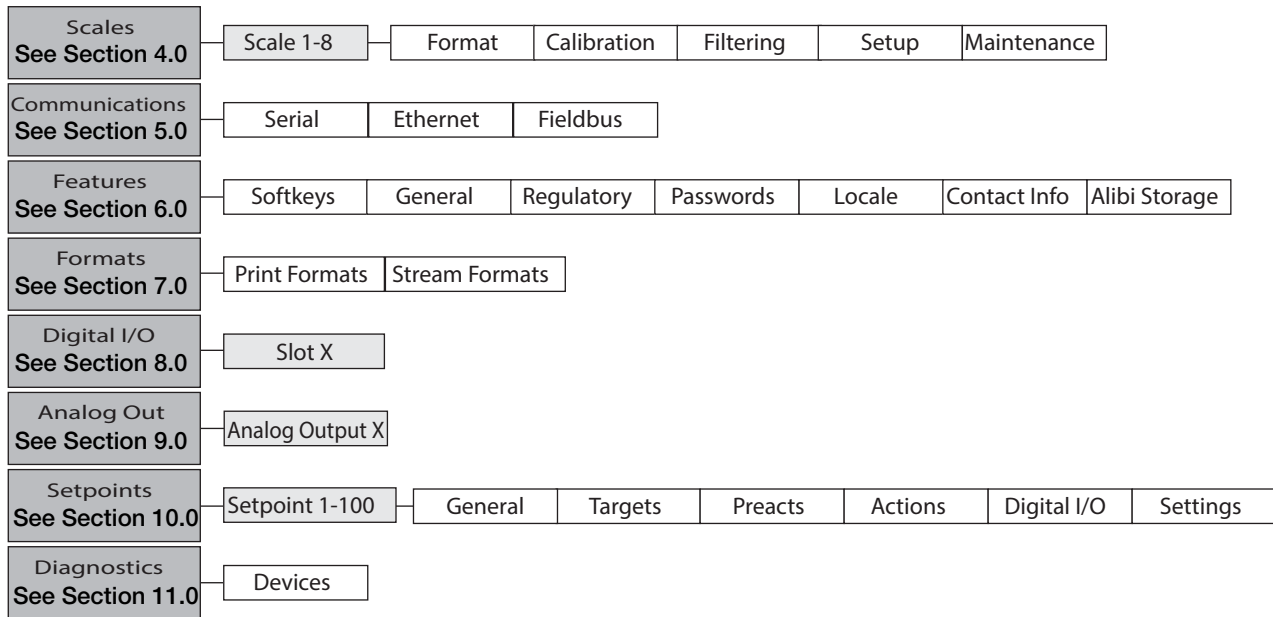 Scales
See Section 4.0
Scale 1-8
Format
Calibration
Filtering
Setup
Maintenance
Communications
See Section 5.0
Serial
Ethernet
Fieldbus
Features
See Section 6.0
Softkeys
General
Regulatory
Passwords
Locale
Contact Info
Alibi Storage
Formats
See Section 7.0
Print Formats
Stream Formats
Digital I/O
See Section 8.0
Slot X
Analog Out
See Section 9.0
Analog Output X
Setpoints
See Section 10.0
Setpoint 1-100
General
Targets
Preacts
Actions
Digital I/O
Settings
Diagnostics
See Section 11.0
Devices